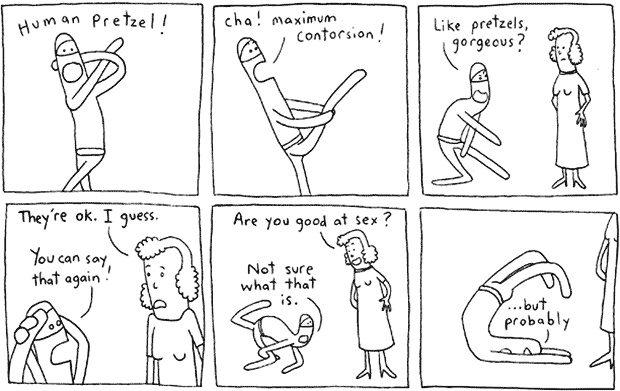 Human Pretzel!
cha! maximum
contorsion!
Like pretzels,
gorgeous?
They're ok. I guess.
You can say
that again!
Are you good at sex?
Not sure
what that
is.
...but
probably